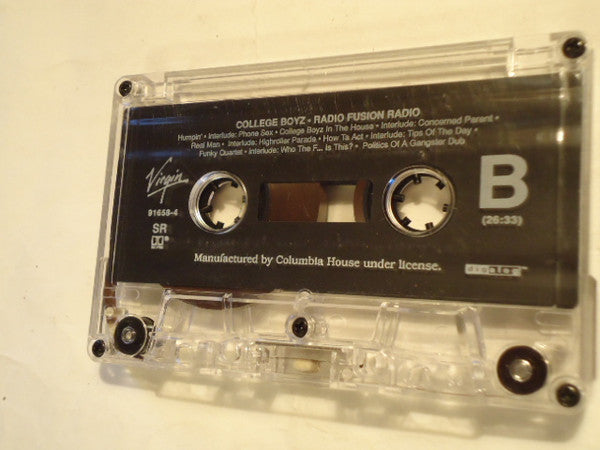 COLLEGE BOYZ • RADIO FUSION RADIO
Humpin' • Interlude: Phone Sex • College Boyz In The House • Interlude: Concerned Parent •
Real Man • Interlude: Highroller Parade • How Ta Act • Interlude: Tips Of The Day •
Funky Quartet • Interlude: Who The F... Is This? • Politics Of A Gangster Dub
Virgin
91658-4
SR
B
(26:33)
Manufactured by Columbia House under license.
digalog